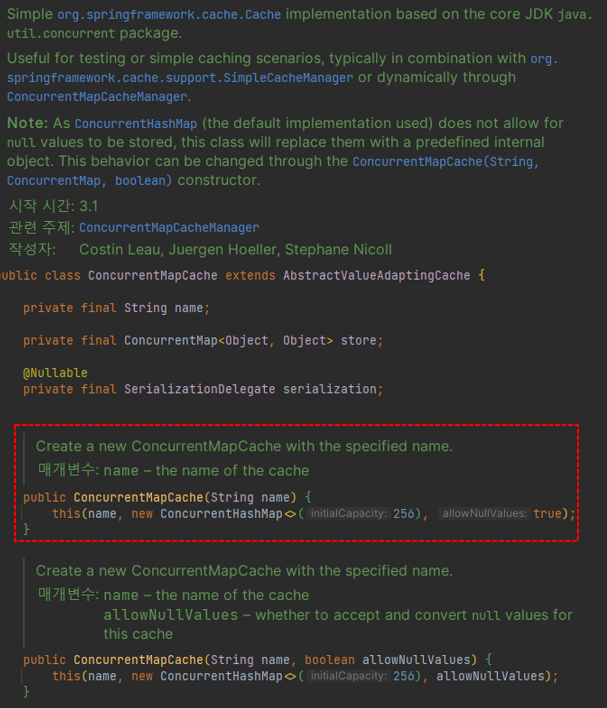 Simple org.springframework.cache.Cache implementation based on the core JDK java.
util.concurrent package.
Useful for testing or simple caching scenarios, typically in combination with org.
springframework.cache.support.SimpleCacheManager or dynamically through
ConcurrentMapCacheManager.
Note: As ConcurrentHashMap (the default implementation used) does not allow for
null values to be stored, this class will replace them with a predefined internal
object. This behavior can be changed through the ConcurrentMapCache(String,
ConcurrentMap, boolean) constructor.
시작 시간: 3.1
관련 주제: ConcurrentMapCacheManager
작성자: Costin Leau, Juergen Hoeller, Stephane Nicoll
public class ConcurrentMapCache extends AbstractValueAdaptingCache {
private final String name;
private final ConcurrentMap<Object, Object> store;
@Nullable
private final SerializationDelegate serialization;
Create a new ConcurrentMapCache with the specified name.
매개변수: name – the name of the cache
public ConcurrentMapCache(String name) {
this(name, new ConcurrentHashMap<>( initialCapacity: 256), allowNullValues: true);
}
Create a new ConcurrentMapCache with the specified name.
매개변수: name – the name of the cache
allowNullValues – whether to accept and convert null values for
this cache
public ConcurrentMapCache(String name, boolean allowNullValues) {
this(name, new ConcurrentHashMap<>( initialCapacity: 256), allowNullValues);
}